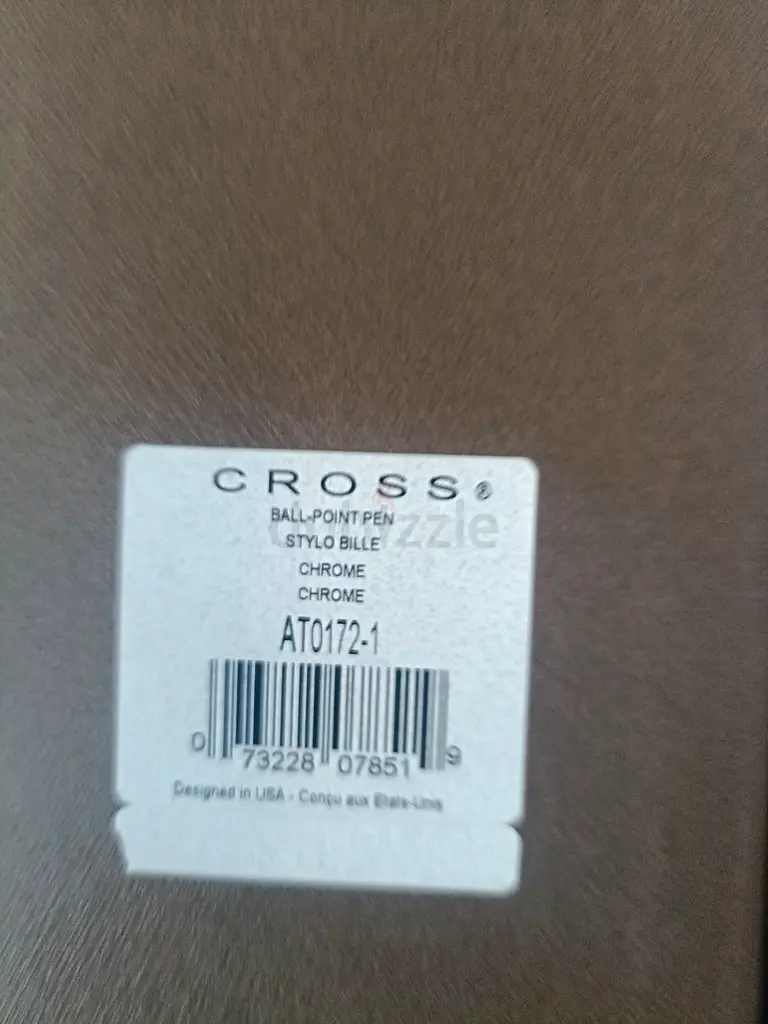 CROSS®
BALL-POINT PEN
STYLO BILLE
CHROME
CHROME
AT0172-1
0 73228 07851 9
Designed in USA - Conçu aux Etats-Unis
dubizzle